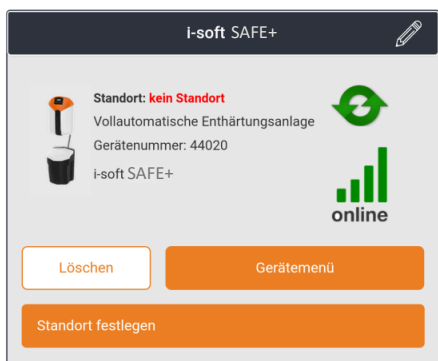 i-soft SAFE+
Standort: kein Standort
Vollautomatische Enthärtungsanlage
Gerätenummer: 44020
i-soft SAFE+
online
Löschen
Gerätemenü
Standort festlegen